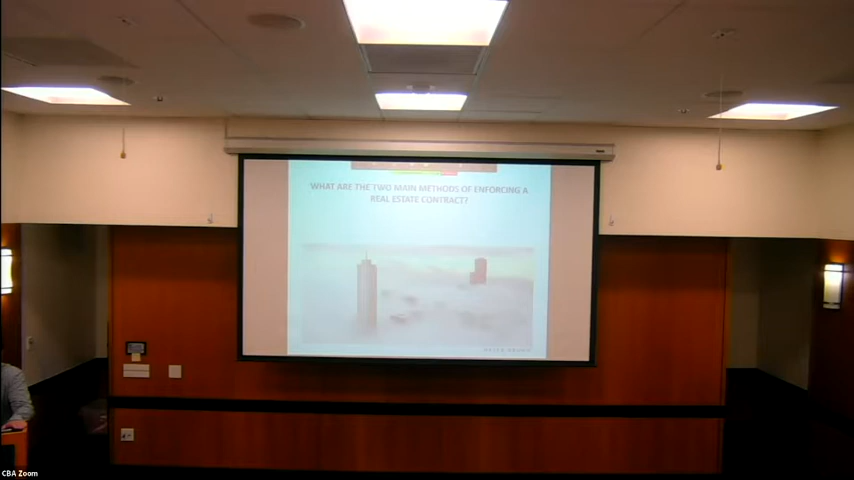 WHAT ARE THE TWO MAIN METHODS OF ENFORCING A
REAL ESTATE CONTRACT?
CBA Zoom